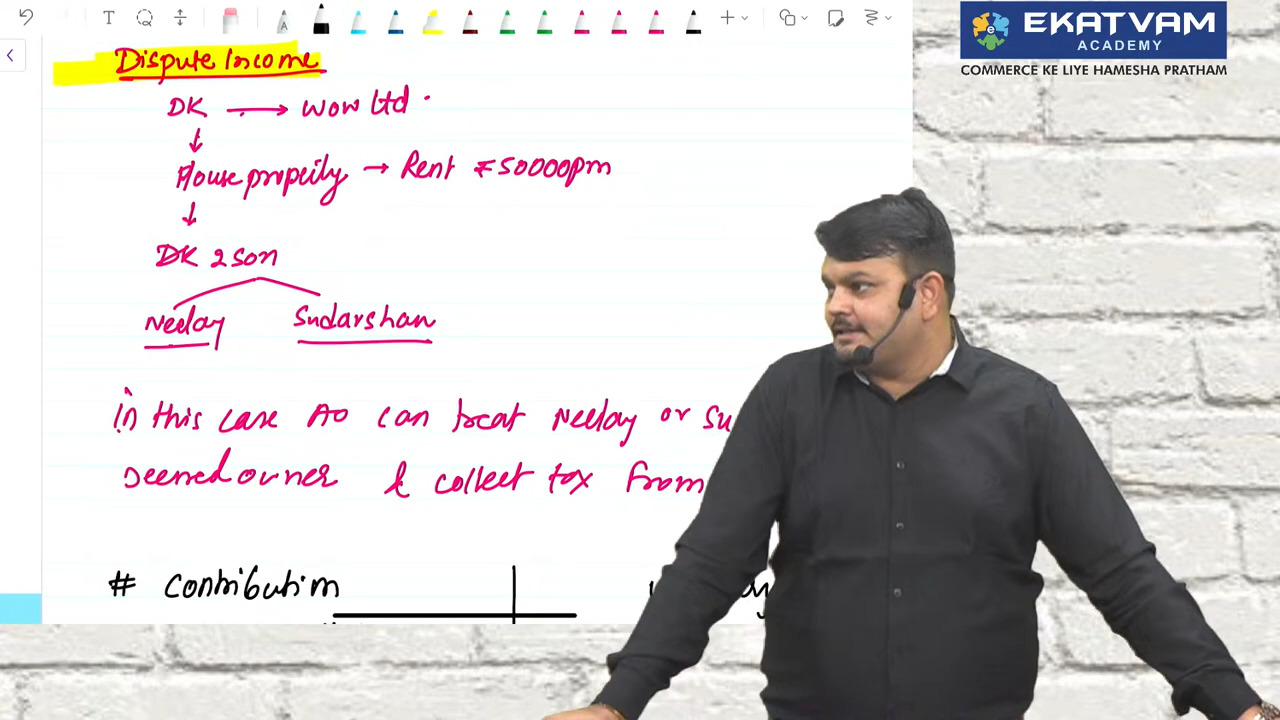 EKATVAM
ACADEMY
COMMERCE KE LIYE HAMESHA PRATHAM
Dispute Income
DK → wow Ltd.
↓
House property → Rent ₹50000pm
↓
DK 2 son
Neelay Sudarshan
in this case AO can treat Neelay or Su
Deemed owner & collect tax from
# Contribution